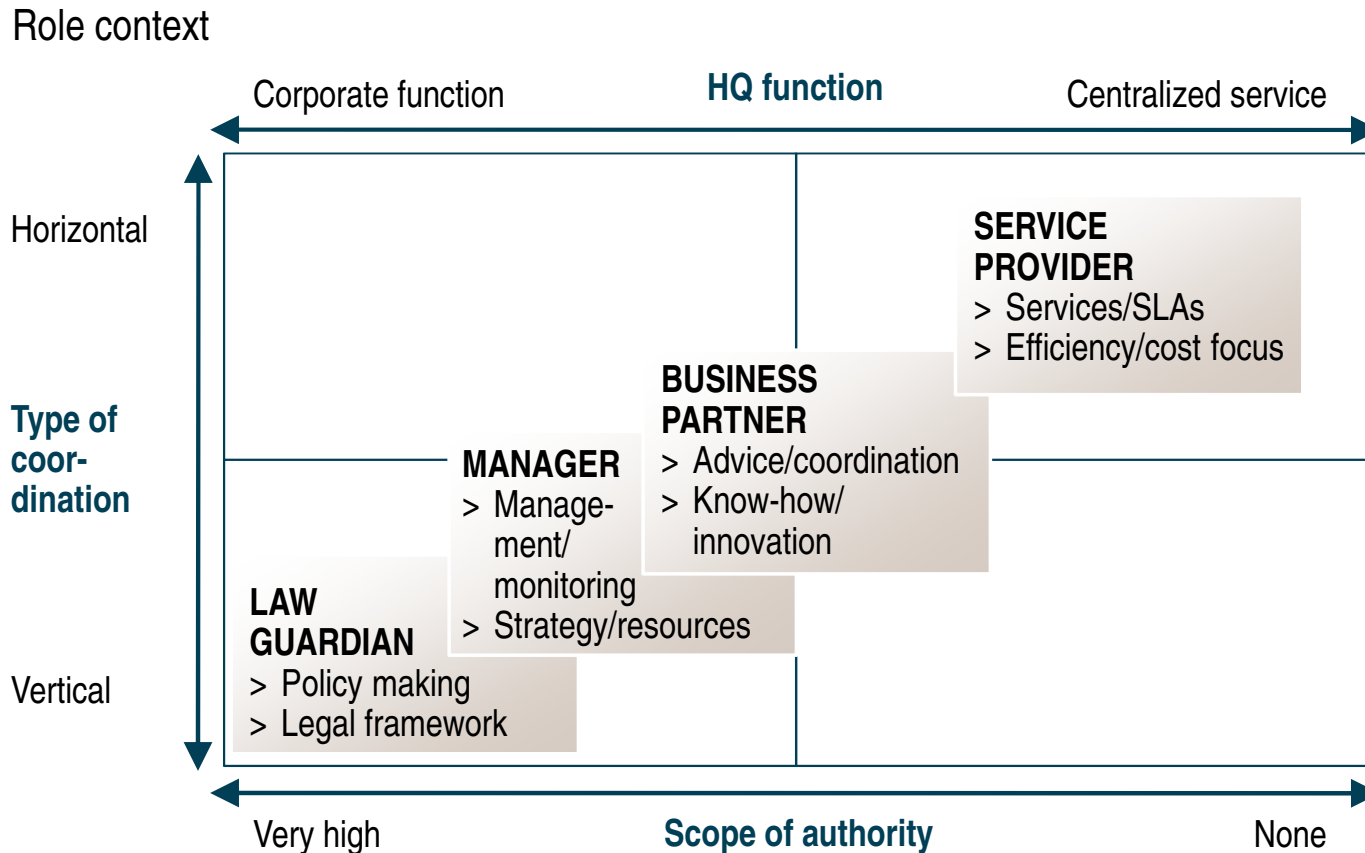 Role context
Corporate function
HQ function
Centralized service
Horizontal
Type of
coor-
dination
Vertical
SERVICE
PROVIDER
> Services/SLAs
> Efficiency/cost focus
BUSINESS
PARTNER
> Advice/coordination
> Know-how/
innovation
MANAGER
> Manage-
ment/
monitoring
> Strategy/resources
LAW
GUARDIAN
> Policy making
> Legal framework
Very high
Scope of authority
None